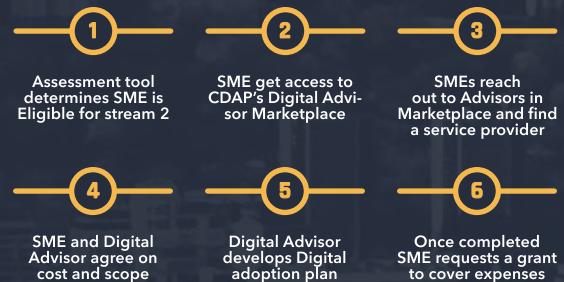 1
Assessment tool
determines SME is
Eligible for stream 2
2
SME get access to
CDAP's Digital Advi-
sor Marketplace
3
SMEs reach
out to Advisors in
Marketplace and find
a service provider
4
SME and Digital
Advisor agree on
cost and scope
5
Digital Advisor
develops Digital
adoption plan
6
Once completed
SME requests a grant
to cover expenses